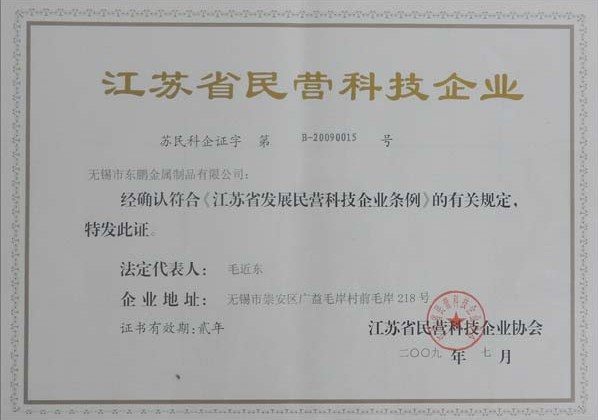 江苏省民营科技企业
苏民科企证字 第 B-20090015 号
无锡市东鹏金属制品有限公司:
经确认符合《江苏省发展民营科技企业条例》的有关规定,
特发此证。
法定代表人: 毛近东
企业地址: 无锡市崇安区广益毛岸村前毛岸218号
证书有效期:贰年
江苏省民营科技企业协会
二〇〇九 年 七 月